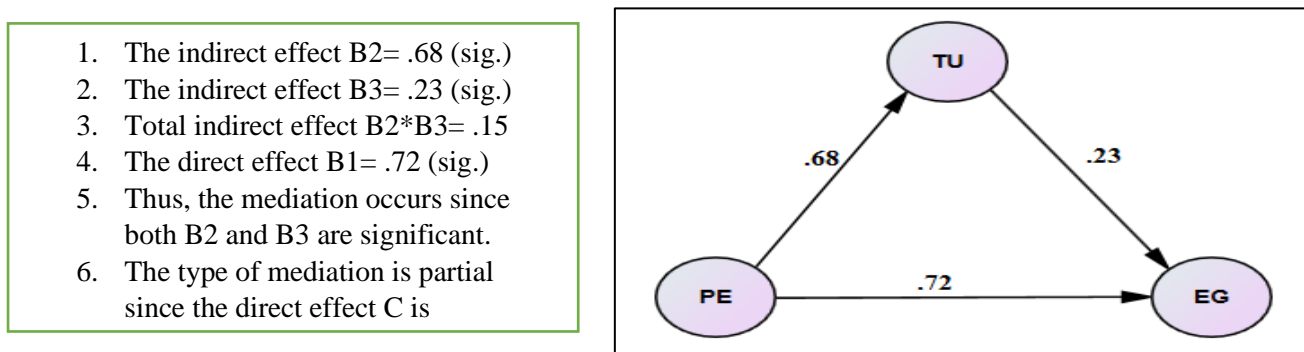 1. The indirect effect B2= .68 (sig.)
2. The indirect effect B3= .23 (sig.)
3. Total indirect effect B2*B3= .15
4. The direct effect B1= .72 (sig.)
5. Thus, the mediation occurs since
both B2 and B3 are significant.
6. The type of mediation is partial
since the direct effect C is
TU
.68
.23
PE
.72
EG